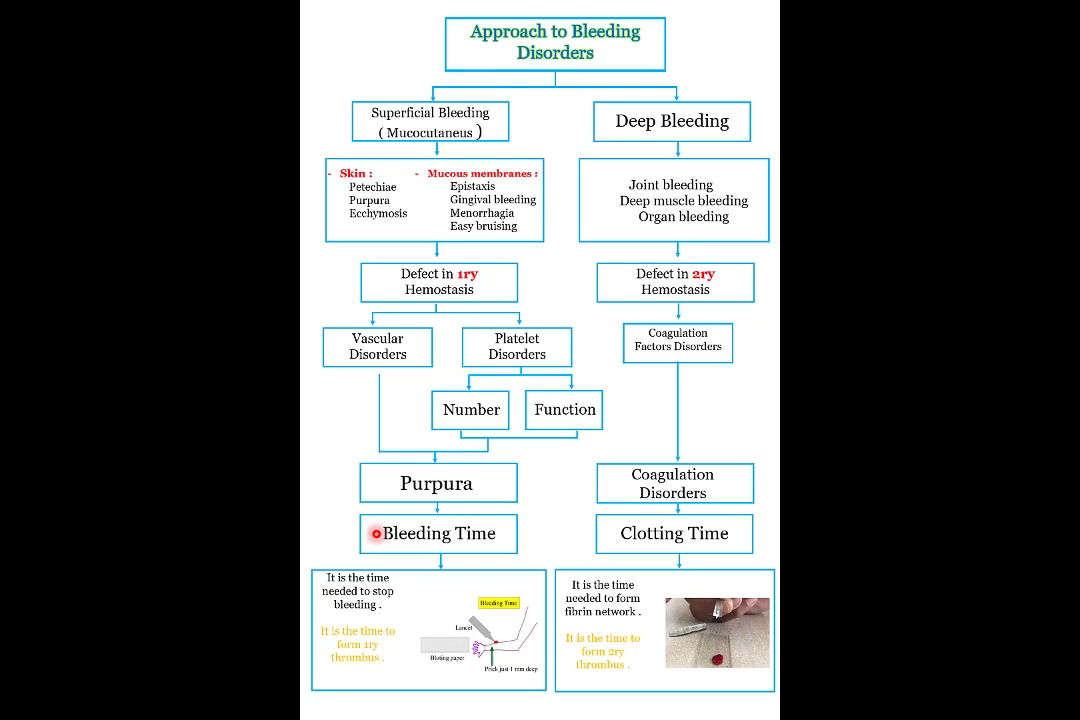 Approach to Bleeding
Disorders
Superficial Bleeding
( Mucocutaneus )
Deep Bleeding
- Skin :
Petechiae
Purpura
Ecchymosis
- Mucous membranes :
Epistaxis
Gingival bleeding
Menorrhagia
Easy bruising
Joint bleeding
Deep muscle bleeding
Organ bleeding
Defect in 1ry
Hemostasis
Defect in 2ry
Hemostasis
Vascular
Disorders
Platelet
Disorders
Coagulation
Factors Disorders
Number
Function
Purpura
Coagulation
Disorders
Bleeding Time
Clotting Time
It is the time
needed to stop
bleeding .
It is the time to
form 1ry
thrombus .
Bleeding Time
Lancet
Bloting paper
Prick just 1 mm deep
It is the time
needed to form
fibrin network .
It is the time to
form 2ry
thrombus .